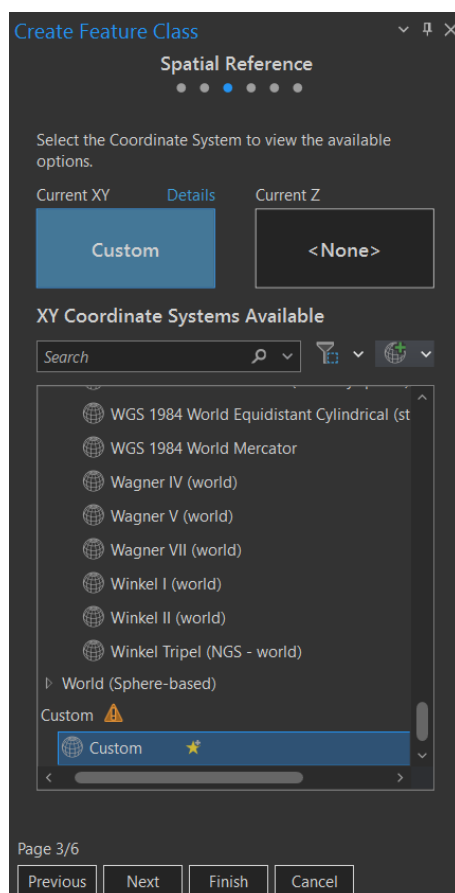 Create Feature Class
Spatial Reference
Select the Coordinate System to view the available
options.
Current XY Details Current Z
Custom <None>
XY Coordinate Systems Available
Search
WGS 1984 World Equidistant Cylindrical (st
WGS 1984 World Mercator
Wagner IV (world)
Wagner V (world)
Wagner VII (world)
Winkel I (world)
Winkel II (world)
Winkel Tripel (NGS - world)
World (Sphere-based)
Custom
Custom
Page 3/6
Previous Next Finish Cancel